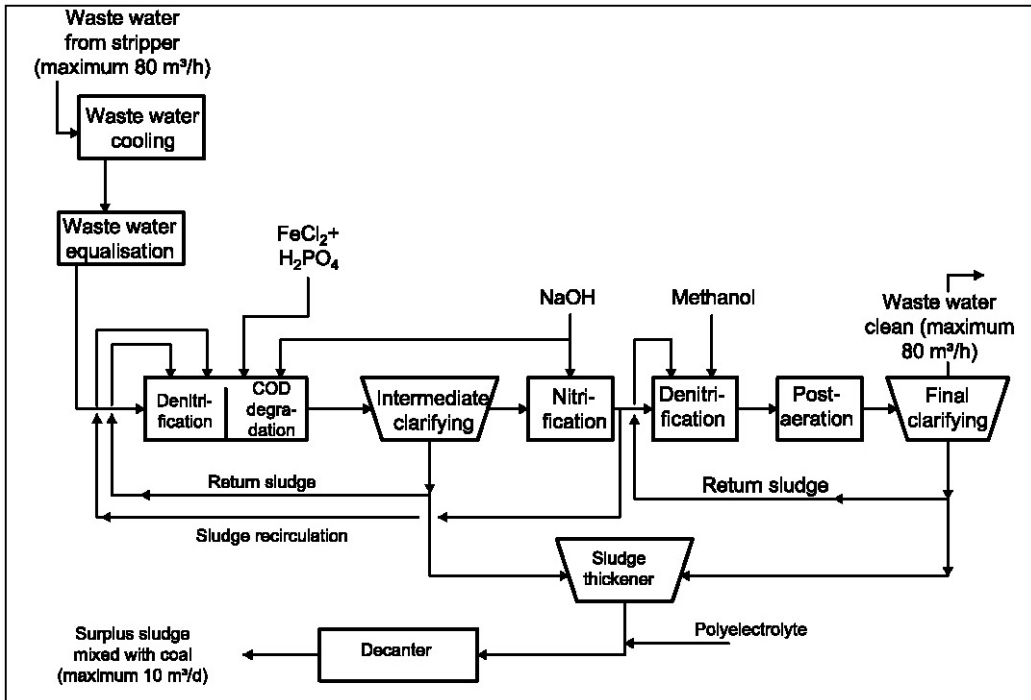 Waste water
from stripper
(maximum 80 m³/h)
Waste water
cooling
Waste water
equalisation
FeCl₂+
H₂PO₄
NaOH
Methanol
Waste water
clean (maximum
80 m³/h)
Denitri-
fication
COD
degra-
dation
Intermediate
clarifying
Nitri-
fication
Denitri-
fication
Post-
aeration
Final
clarifying
Return sludge
Return sludge
Sludge recirculation
Sludge
thickener
Polyelectrolyte
Decanter
Surplus sludge
mixed with coal
(maximum 10 m³/d)